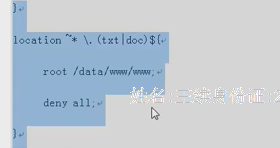 }
location ~* \.(txt|doc)${
root /data/www/www;
deny all;
}